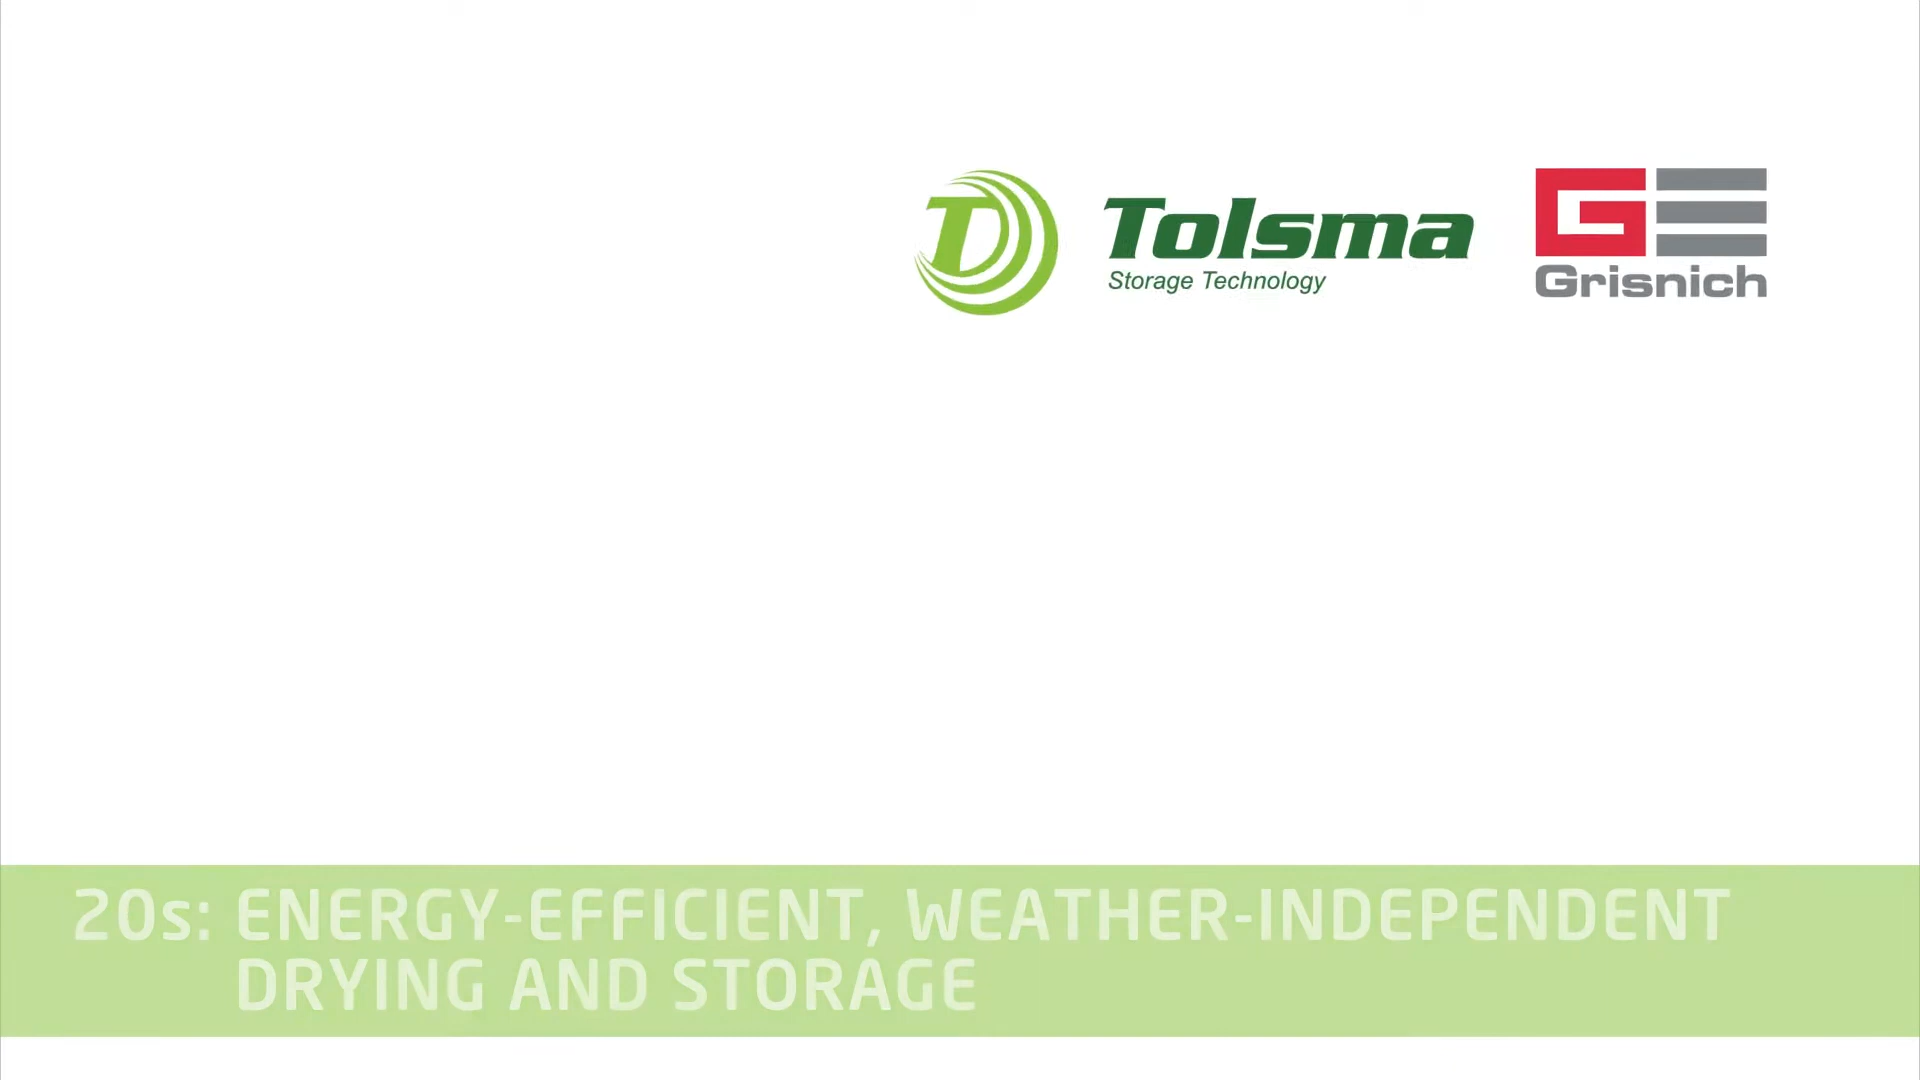 Tolsma
Storage Technology
Grisnich
20s: ENERGY-EFFICIENT, WEATHER-INDEPENDENT
DRYING AND STORAGE